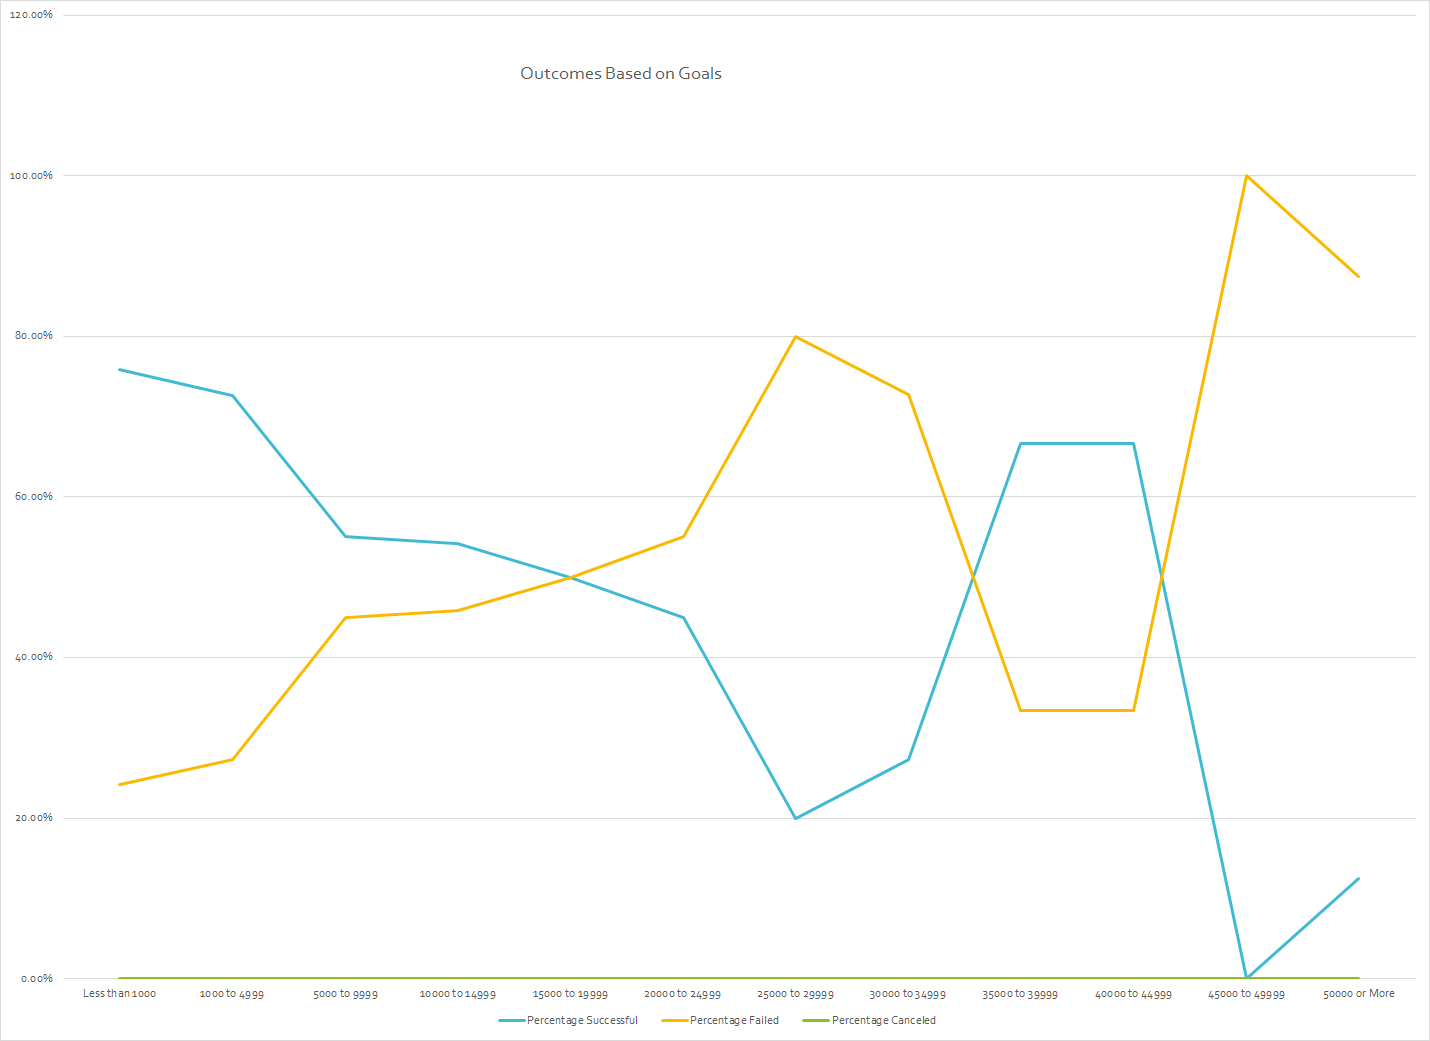 Outcomes Based on Goals
120.00%
100.00%
80.00%
60.00%
40.00%
20.00%
0.00%
Less than 1000 1000 to 4999 5000 to 9999 10000 to 14999 15000 to 19999 20000 to 24999 25000 to 29999 30000 to 34999 35000 to 39999 40000 to 44999 45000 to 49999 50000 or More
Percentage Successful Percentage Failed Percentage Canceled